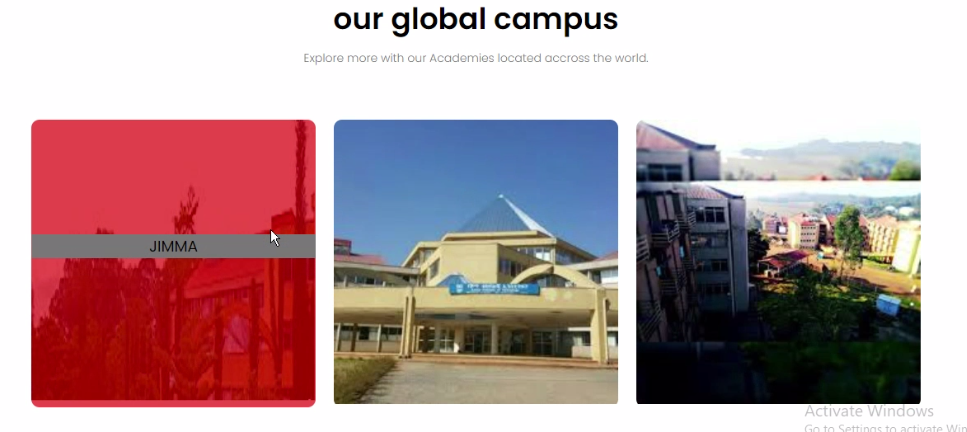 our global campus
Explore more with our Academies located accross the world.
JIMMA
Activate Windows
Go to Settings to activate Win